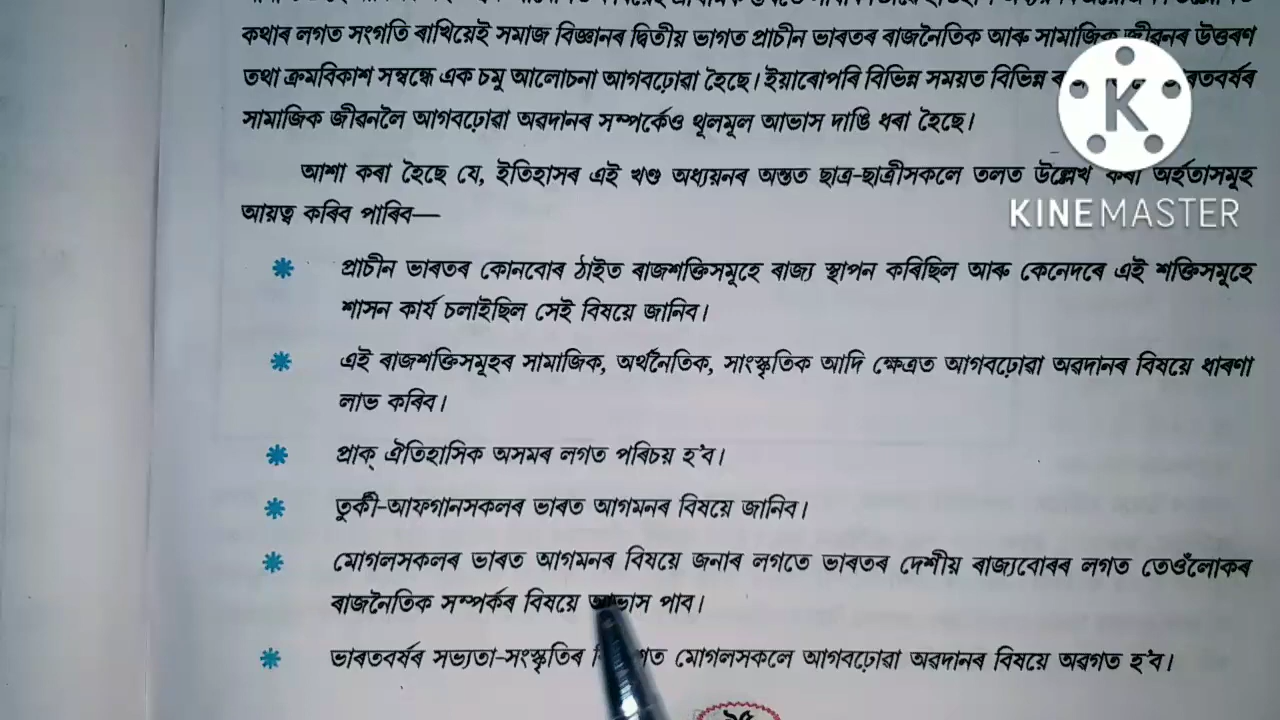 কথাৰ লগত সংগতি ৰাখিয়েই সমাজ বিজ্ঞানৰ দ্বিতীয় ভাগত প্ৰাচীন ভাৰতৰ ৰাজনৈতিক আৰু সামাজিক জীৱনৰ উত্তৰণ
তথা ক্ৰমবিকাশ সম্বন্ধে এক চমু আলোচনা আগবঢ়োৱা হৈছে। ইয়াৰোপৰি বিভিন্ন সময়ত বিভিন্ন
সামাজিক জীৱনলৈ আগবঢ়োৱা অৱদানৰ সম্পৰ্কেও থূলমূল আভাস দাঙি ধৰা হৈছে।
আশা কৰা হৈছে যে, ইতিহাসৰ এই খণ্ড অধ্যয়নৰ অন্তত ছাত্ৰ-ছাত্ৰীসকলে তলত উল্লেখ কৰা অৰ্হতাসমূহ
আয়ত্ব কৰিব পাৰিব—
KINEMASTER
K
* প্ৰাচীন ভাৰতৰ কোনবোৰ ঠাইত ৰাজশক্তিসমূহে ৰাজ্য স্থাপন কৰিছিল আৰু কেনেদৰে এই শক্তিসমূহে
শাসন কাৰ্য চলাইছিল সেই বিষয়ে জানিব।
* এই ৰাজশক্তিসমূহৰ সামাজিক, অৰ্থনৈতিক, সাংস্কৃতিক আদি ক্ষেত্ৰত আগবঢ়োৱা অৱদানৰ বিষয়ে ধাৰণা
লাভ কৰিব।
* প্ৰাক্ ঐতিহাসিক অসমৰ লগত পৰিচয় হ'ব।
* তুৰ্কী-আফগানসকলৰ ভাৰত আগমনৰ বিষয়ে জানিব।
* মোগলসকলৰ ভাৰত আগমনৰ বিষয়ে জনাৰ লগতে ভাৰতৰ দেশীয় ৰাজ্যবোৰৰ লগত তেওঁলোকৰ
ৰাজনৈতিক সম্পৰ্কৰ বিষয়ে আভাস পাব।
* ভাৰতবৰ্ষৰ সভ্যতা-সংস্কৃতিৰ মোগলসকলে আগবঢ়োৱা অৱদানৰ বিষয়ে অৱগত হ'ব।